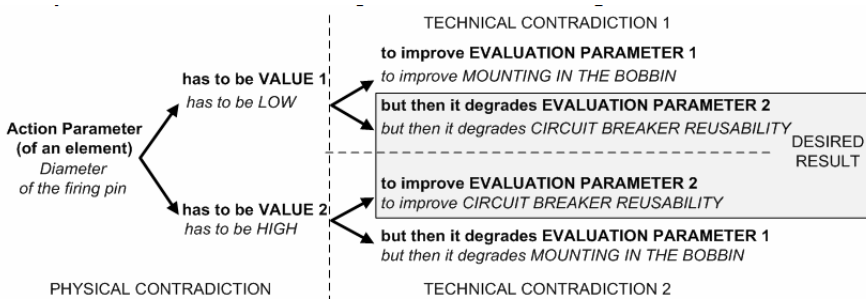 TECHNICAL CONTRADICTION 1
to improve EVALUATION PARAMETER 1
to improve MOUNTING IN THE BOBBIN
has to be VALUE 1
has to be LOW
but then it degrades EVALUATION PARAMETER 2
but then it degrades CIRCUIT BREAKER REUSABILITY
Action Parameter
(of an element)
Diameter
of the firing pin
DESIRED
RESULT
to improve EVALUATION PARAMETER 2
to improve CIRCUIT BREAKER REUSABILITY
has to be VALUE 2
has to be HIGH
but then it degrades EVALUATION PARAMETER 1
but then it degrades MOUNTING IN THE BOBBIN
PHYSICAL CONTRADICTION
TECHNICAL CONTRADICTION 2